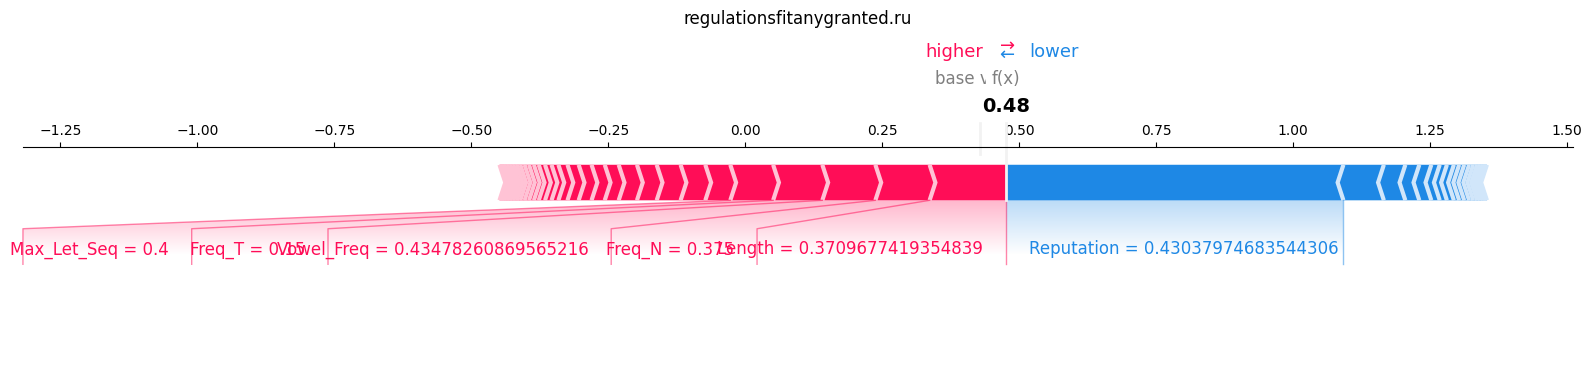 regulationsfitanygranted.ru
higher ⇄ lower
base v f(x)
0.48
−1.25 −1.00 −0.75 −0.50 −0.25 0.00 0.25 0.50 0.75 1.00 1.25 1.50
Max_Let_Seq = 0.4 Freq_T = 0.15 Vowel_Freq = 0.43478260869565216 Freq_N = 0.375 Length = 0.3709677419354839 Reputation = 0.43037974683544306